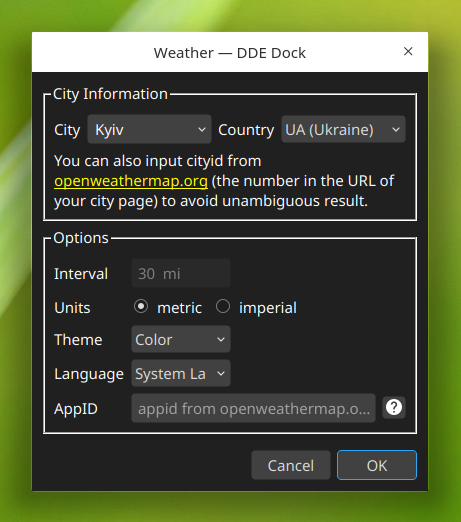 Weather — DDE Dock
City Information
City Kyiv Country UA (Ukraine)
You can also input cityid from
openweathermap.org (the number in the URL of
your city page) to avoid unambiguous result.
Options
Interval 30 mi
Units metric imperial
Theme Color
Language System La
AppID appid from openweathermap.o... ?
Cancel OK